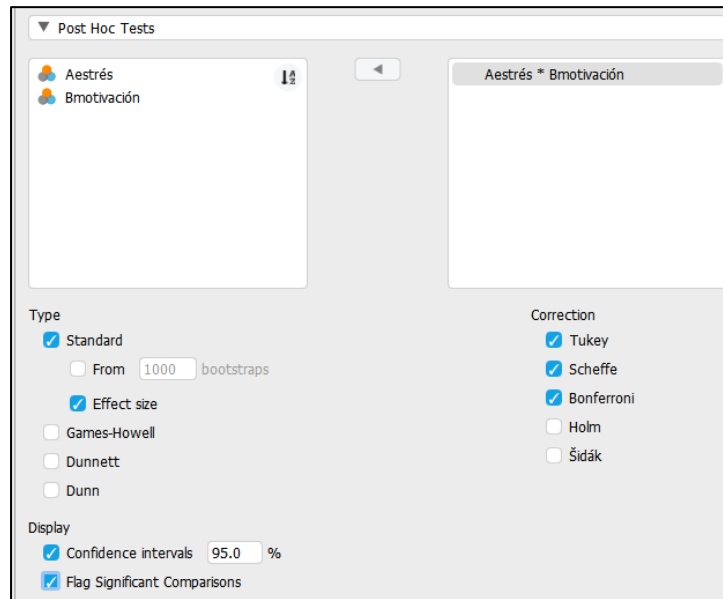 ▼ Post Hoc Tests
Aestrés
Bmotivación
Aestrés * Bmotivación
Type
Standard
From 1000 bootstraps
Effect size
Games-Howell
Dunnett
Dunn
Correction
Tukey
Scheffe
Bonferroni
Holm
Šidák
Display
Confidence intervals 95.0 %
Flag Significant Comparisons